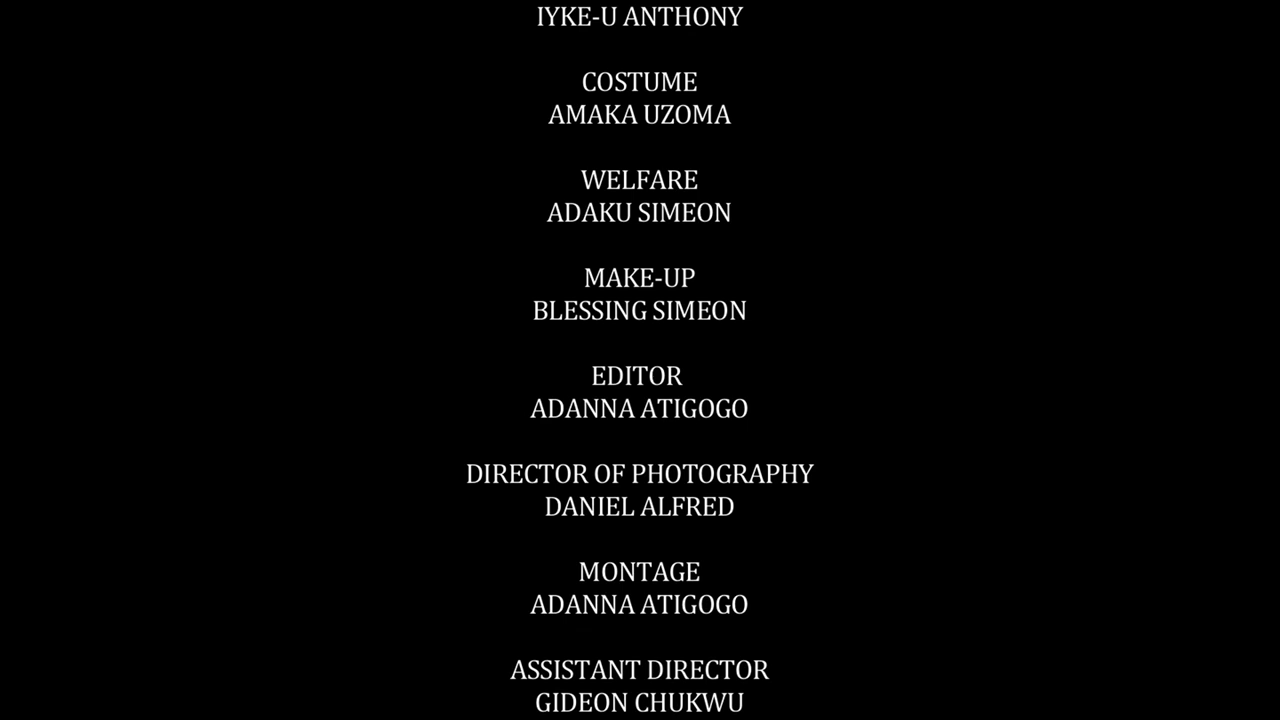 IYKE-U ANTHONY
COSTUME
AMAKA UZOMA
WELFARE
ADAKU SIMEON
MAKE-UP
BLESSING SIMEON
EDITOR
ADANNA ATIGOGO
DIRECTOR OF PHOTOGRAPHY
DANIEL ALFRED
MONTAGE
ADANNA ATIGOGO
ASSISTANT DIRECTOR
GIDEON CHUKWU